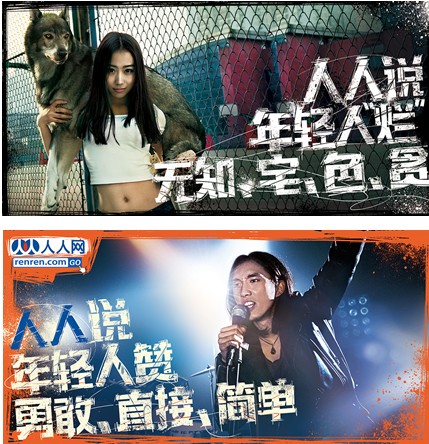 人人说
年轻人“烂”
无知、宅、色、贪
人人网
renren.com GO
人人说
年轻人赞
勇敢、直接、简单